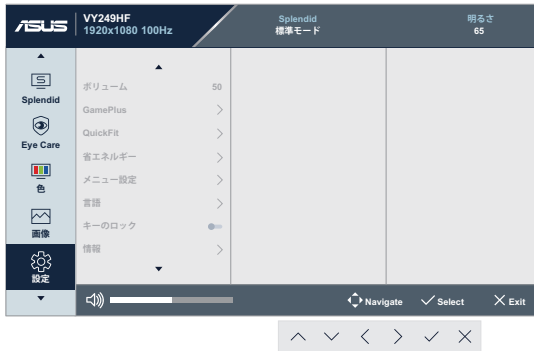 ASUS
VY249HF
1920x1080 100Hz
Splendid
標準モード
明るさ
65
Splendid
Eye Care
色
画像
設定
ボリューム 50
GamePlus
QuickFit
省エネルギー
メニュー設定
言語
キーのロック
情報
Navigate Select Exit